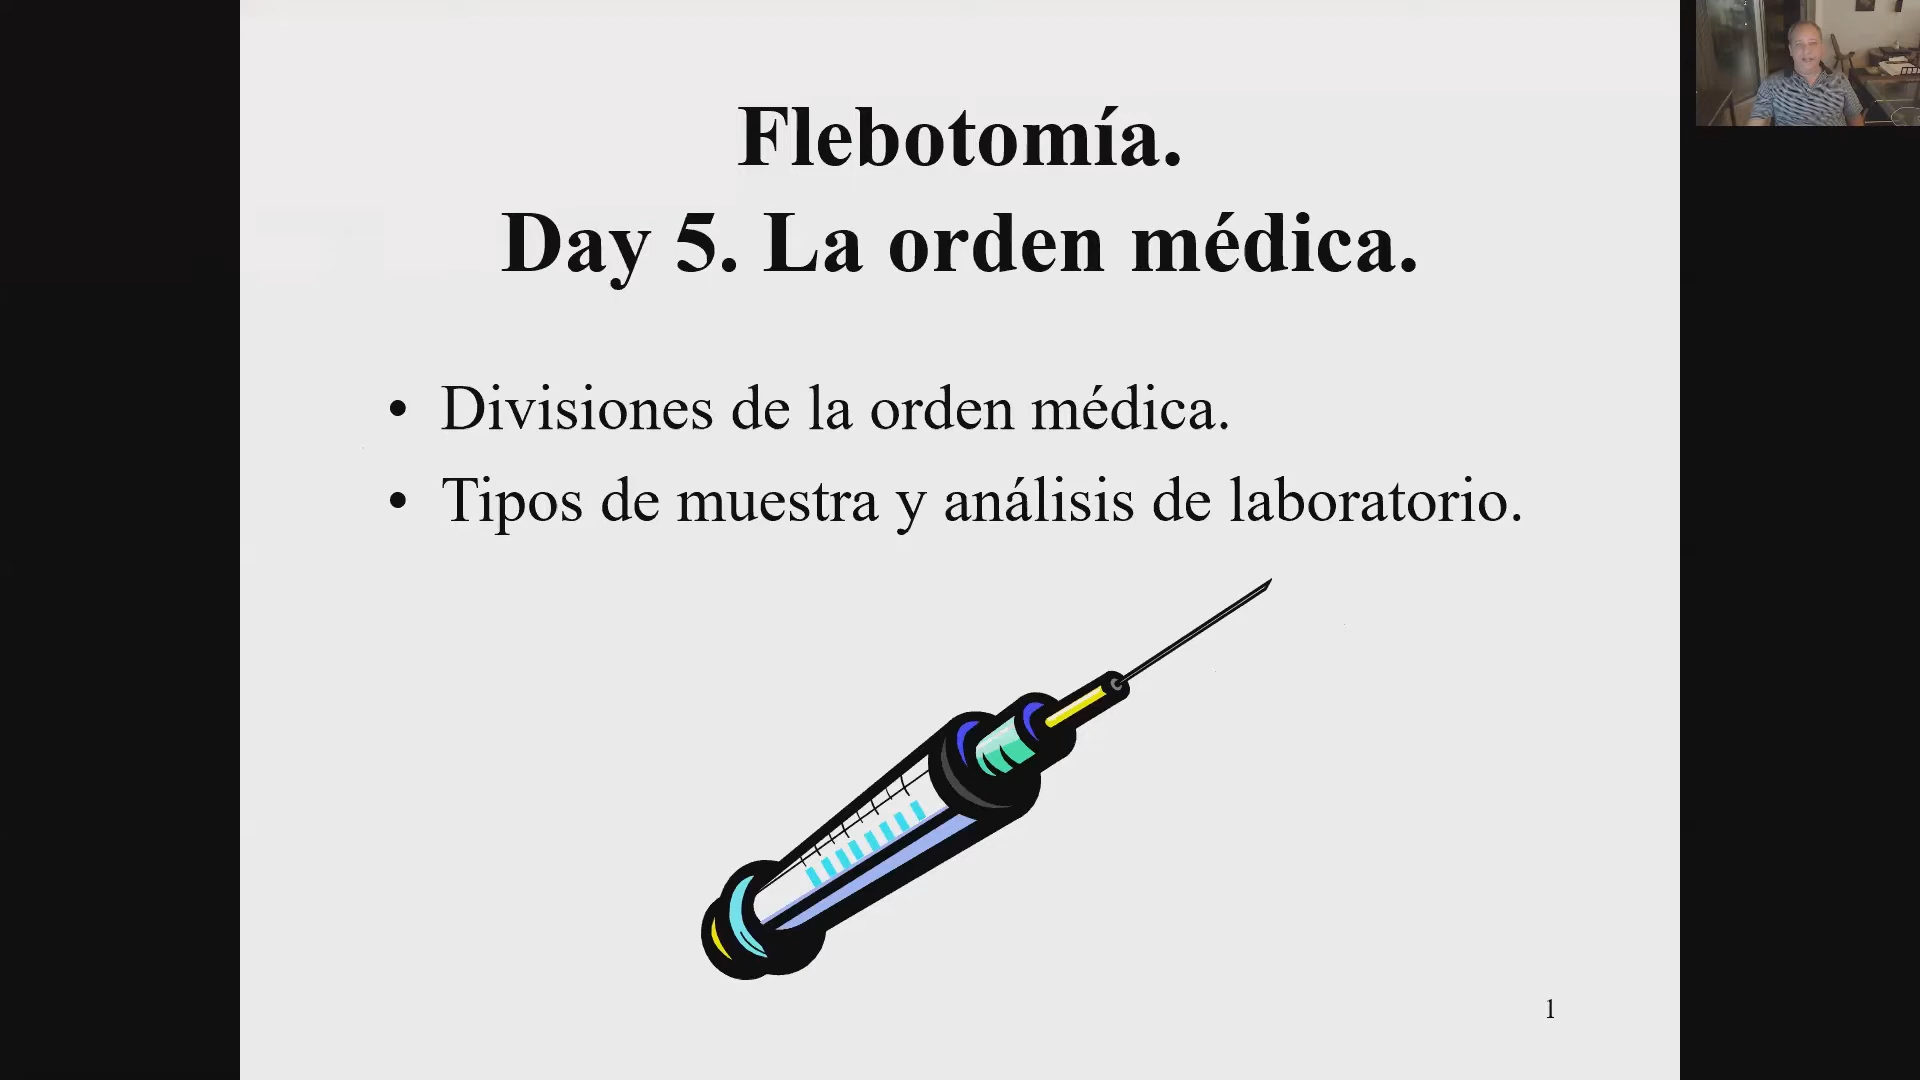 Flebotomía.
Day 5. La orden médica.
• Divisiones de la orden médica.
• Tipos de muestra y análisis de laboratorio.
1